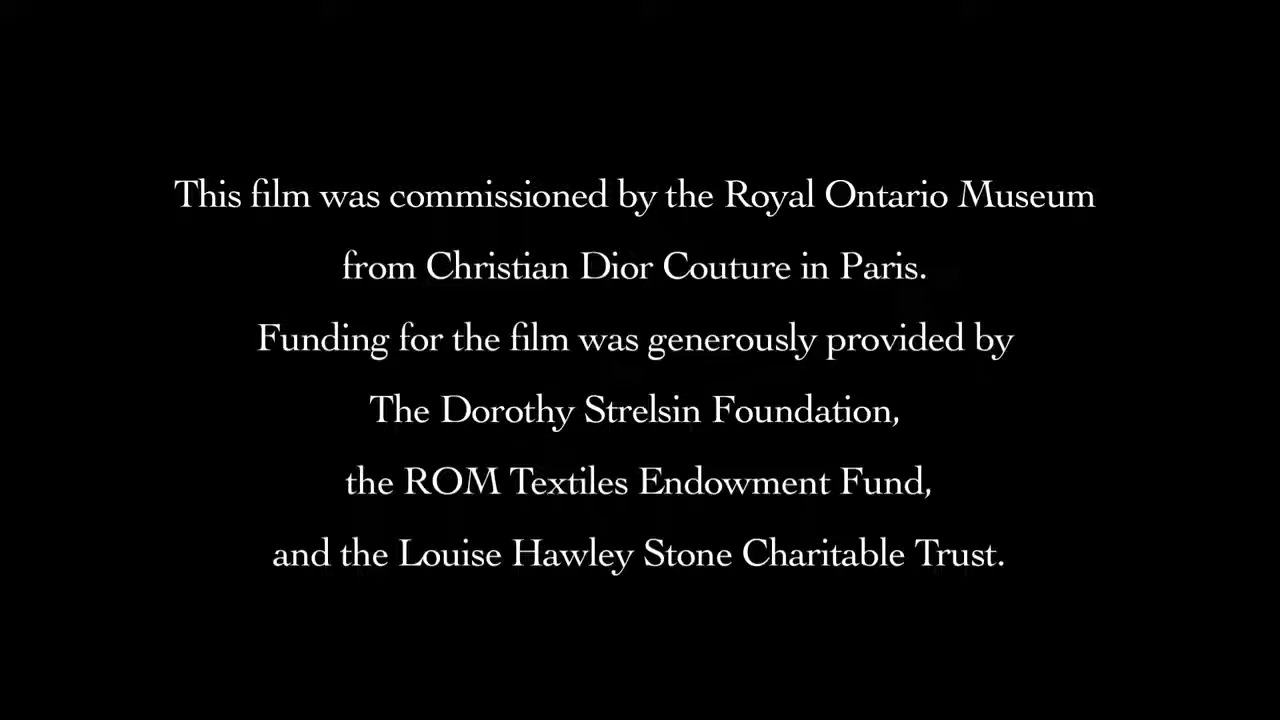 This film was commissioned by the Royal Ontario Museum
from Christian Dior Couture in Paris.
Funding for the film was generously provided by
The Dorothy Strelsin Foundation,
the ROM Textiles Endowment Fund,
and the Louise Hawley Stone Charitable Trust.